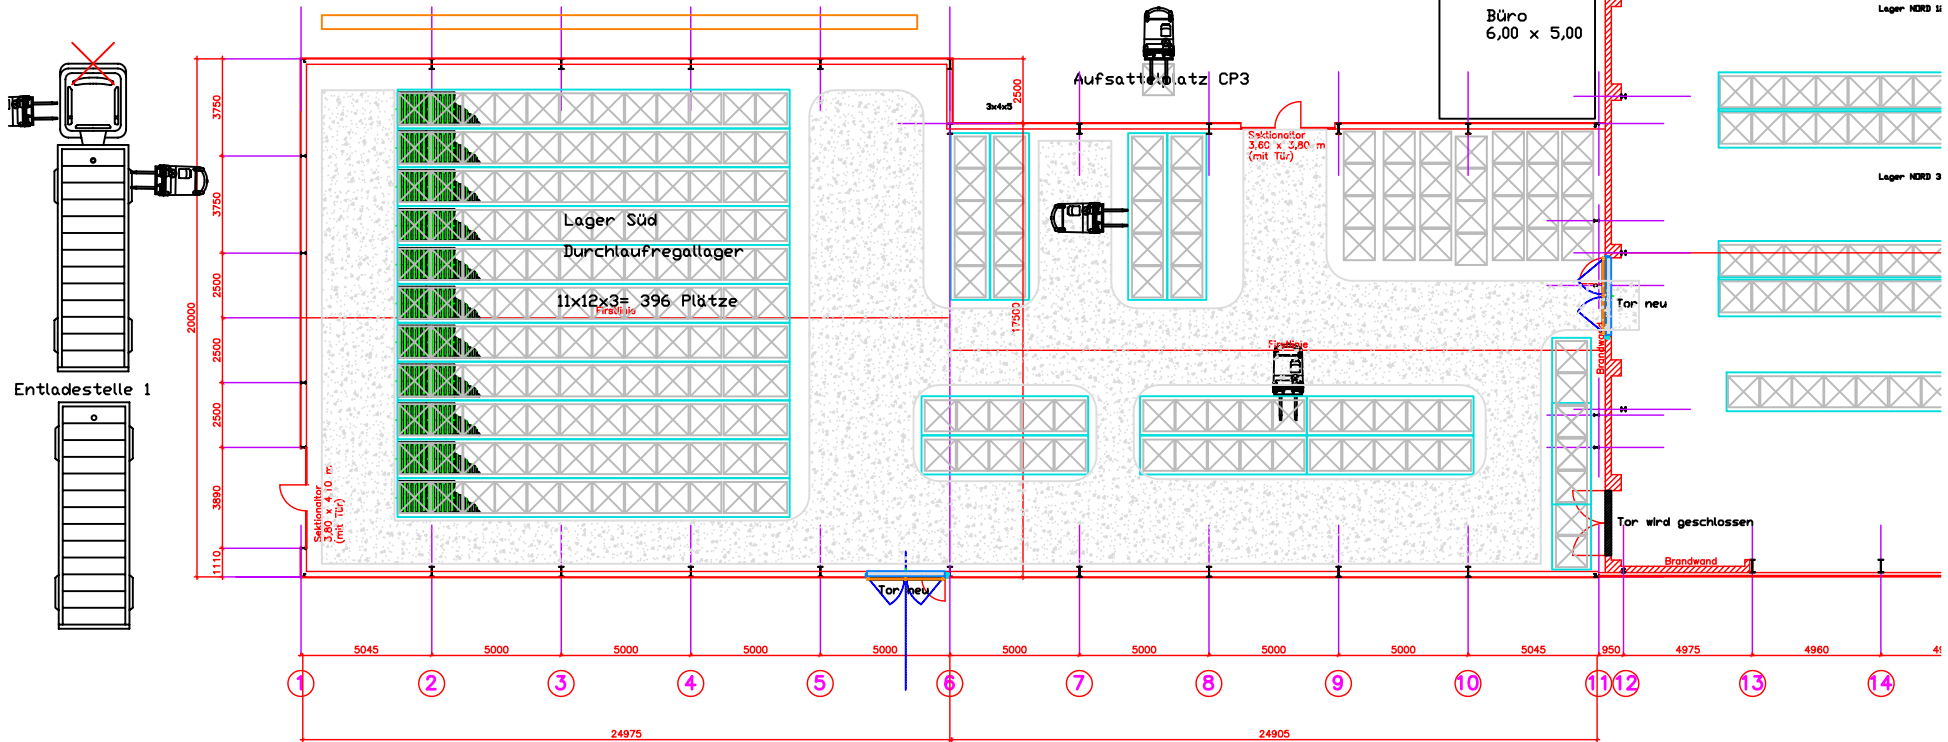 Lager NORD
Büro
6,00 x 5,00
Aufsattelplatz CP3
3x4x5
2500
3750
Sektionaltor
3,60 x 3,80 m
(mit Tür)
Lager NORD 3
3750
Lager Süd
Durchlaufregallager
2500
11x12x3= 396 Plätze
Firstlinie
20000
17500
Tor neu
2500
Firstlinie
Brandwand
Entladestelle 1
2500
3890
Sektionaltor
3,80 x 4,10 m
(mit Tür)
Tor wird geschlossen
1110
Brandwand
Tor neu
5045 5000 5000 5000 5000 5000 5000 5000 5000 5045 950 4975 4960
1 2 3 4 5 6 7 8 9 10 11 12 13 14
24975 24905